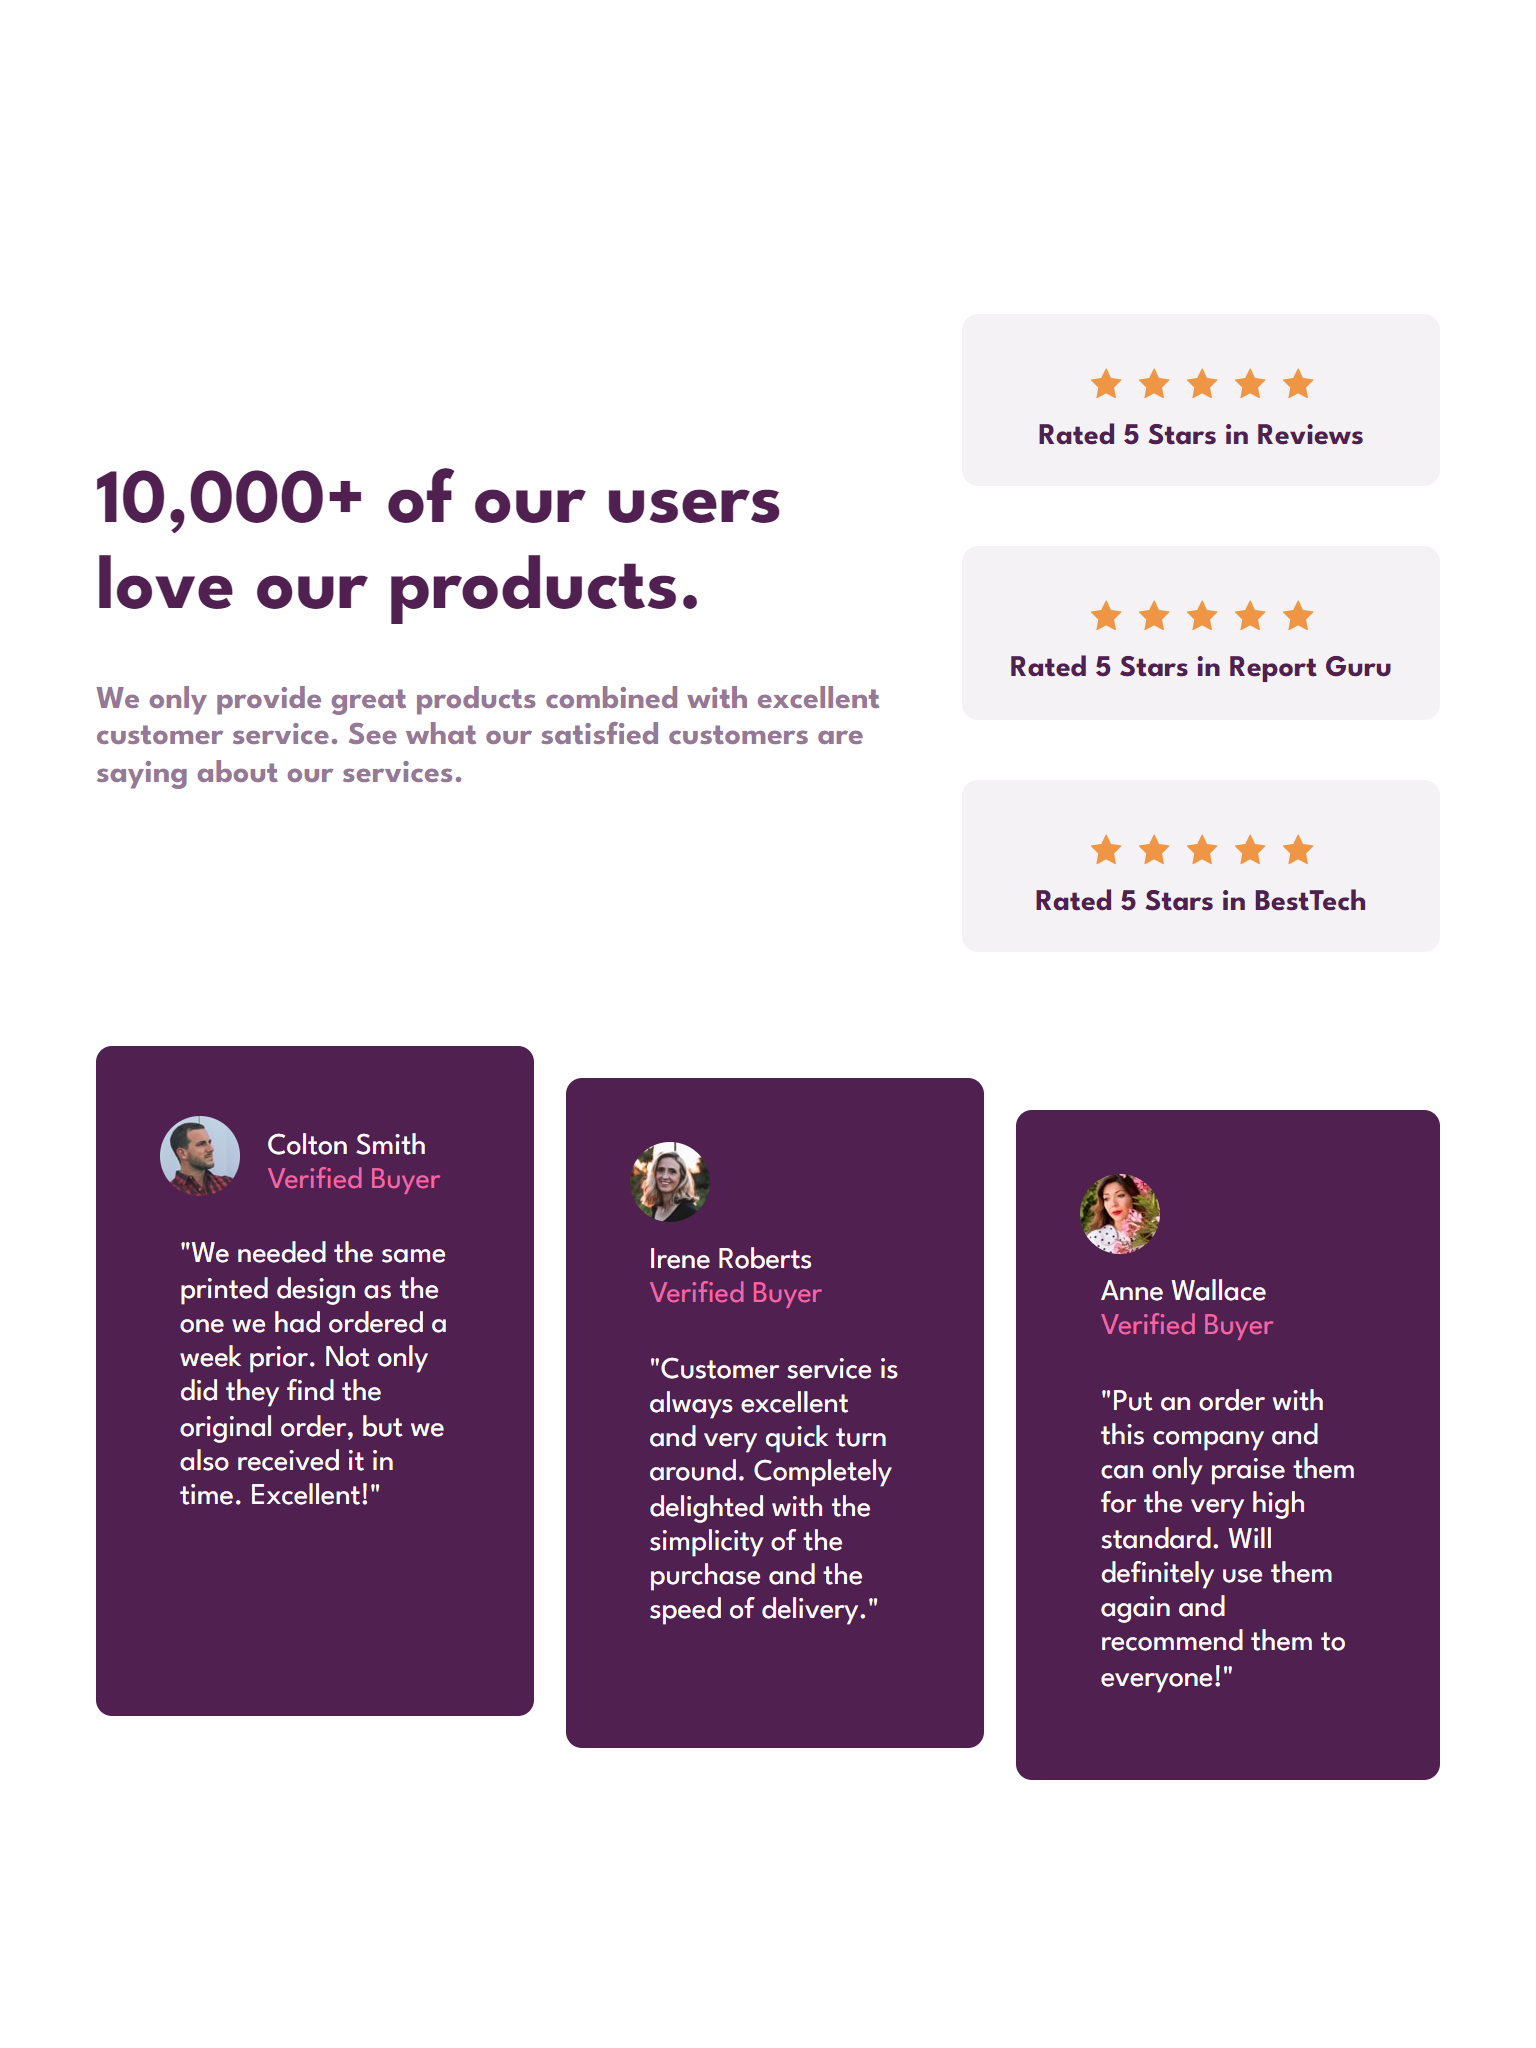 10,000+ of our users
love our products.
We only provide great products combined with excellent
customer service. See what our satisfied customers are
saying about our services.
Rated 5 Stars in Reviews
Rated 5 Stars in Report Guru
Rated 5 Stars in BestTech
Colton Smith
Verified Buyer
"We needed the same
printed design as the
one we had ordered a
week prior. Not only
did they find the
original order, but we
also received it in
time. Excellent!"
Irene Roberts
Verified Buyer
"Customer service is
always excellent
and very quick turn
around. Completely
delighted with the
simplicity of the
purchase and the
speed of delivery."
Anne Wallace
Verified Buyer
"Put an order with
this company and
can only praise them
for the very high
standard. Will
definitely use them
again and
recommend them to
everyone!"